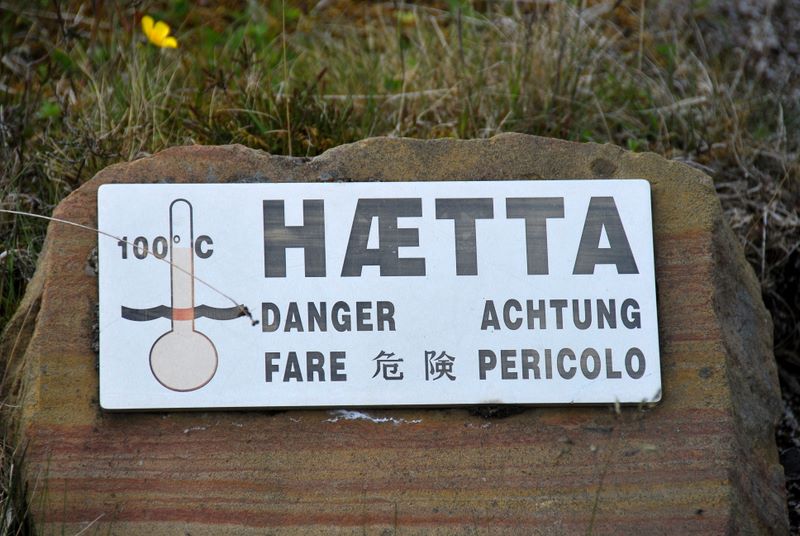 100°C
HÆTTA
DANGER ACHTUNG
FARE 危険 PERICOLO